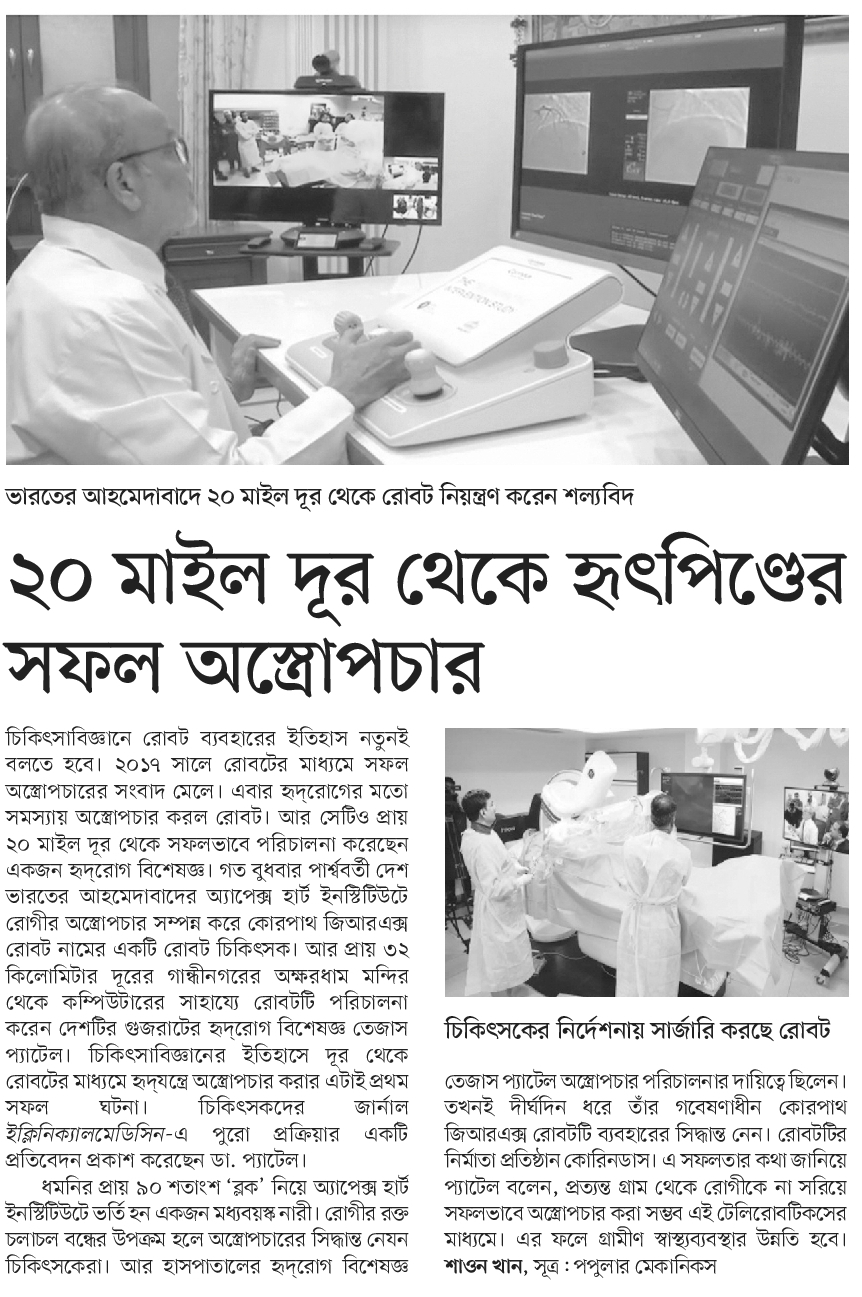 ভারতের আহমেদাবাদে ২০ মাইল দূর থেকে রোবট নিয়ন্ত্রণ করেন শল্যবিদ
২০ মাইল দূর থেকে হৃৎপিণ্ডের
সফল অস্ত্রোপচার
চিকিৎসাবিজ্ঞানে রোবট ব্যবহারের ইতিহাস নতুনই
বলতে হবে। ২০১৭ সালে রোবটের মাধ্যমে সফল
অস্ত্রোপচারের সংবাদ মেলে। এবার হৃদ্‌রোগের মতো
সমস্যায় অস্ত্রোপচার করল রোবট। আর সেটিও প্রায়
২০ মাইল দূর থেকে সফলভাবে পরিচালনা করেছেন
একজন হৃদ্‌রোগ বিশেষজ্ঞ। গত বুধবার পার্শ্ববর্তী দেশ
ভারতের আহমেদাবাদের অ্যাপেক্স হার্ট ইনস্টিটিউটে
রোগীর অস্ত্রোপচার সম্পন্ন করে কোরপাথ জিআরএক্স
রোবট নামের একটি রোবট চিকিৎসক। আর প্রায় ৩২
কিলোমিটার দূরের গান্ধীনগরের অক্ষরধাম মন্দির
থেকে কম্পিউটারের সাহায্যে রোবটটি পরিচালনা
করেন দেশটির গুজরাটের হৃদ্‌রোগ বিশেষজ্ঞ তেজাস
প্যাটেল। চিকিৎসাবিজ্ঞানের ইতিহাসে দূর থেকে
রোবটের মাধ্যমে হৃদ্‌যন্ত্রে অস্ত্রোপচার করার এটাই প্রথম
সফল ঘটনা। চিকিৎসকদের জার্নাল
ইক্লিনিক্যালমেডিসিন-এ পুরো প্রক্রিয়ার একটি
প্রতিবেদন প্রকাশ করেছেন ডা. প্যাটেল।
ধমনির প্রায় ৯০ শতাংশ ‘ব্লক’ নিয়ে অ্যাপেক্স হার্ট
ইনস্টিটিউটে ভর্তি হন একজন মধ্যবয়স্ক নারী। রোগীর রক্ত
চলাচল বন্ধের উপক্রম হলে অস্ত্রোপচারের সিদ্ধান্ত নেযন
চিকিৎসকেরা। আর হাসপাতালের হৃদ্‌রোগ বিশেষজ্ঞ
চিকিৎসকের নির্দেশনায় সার্জারি করছে রোবট
তেজাস প্যাটেল অস্ত্রোপচার পরিচালনার দায়িত্বে ছিলেন।
তখনই দীর্ঘদিন ধরে তাঁর গবেষণাধীন কোরপাথ
জিআরএক্স রোবটটি ব্যবহারের সিদ্ধান্ত নেন। রোবটটির
নির্মাতা প্রতিষ্ঠান কোরিনডাস। এ সফলতার কথা জানিয়ে
প্যাটেল বলেন, প্রত্যন্ত গ্রাম থেকে রোগীকে না সরিয়ে
সফলভাবে অস্ত্রোপচার করা সম্ভব এই টেলিরোবটিকসের
মাধ্যমে। এর ফলে গ্রামীণ স্বাস্থ্যব্যবস্থার উন্নতি হবে।
শাওন খান, সূত্র : পপুলার মেকানিকস